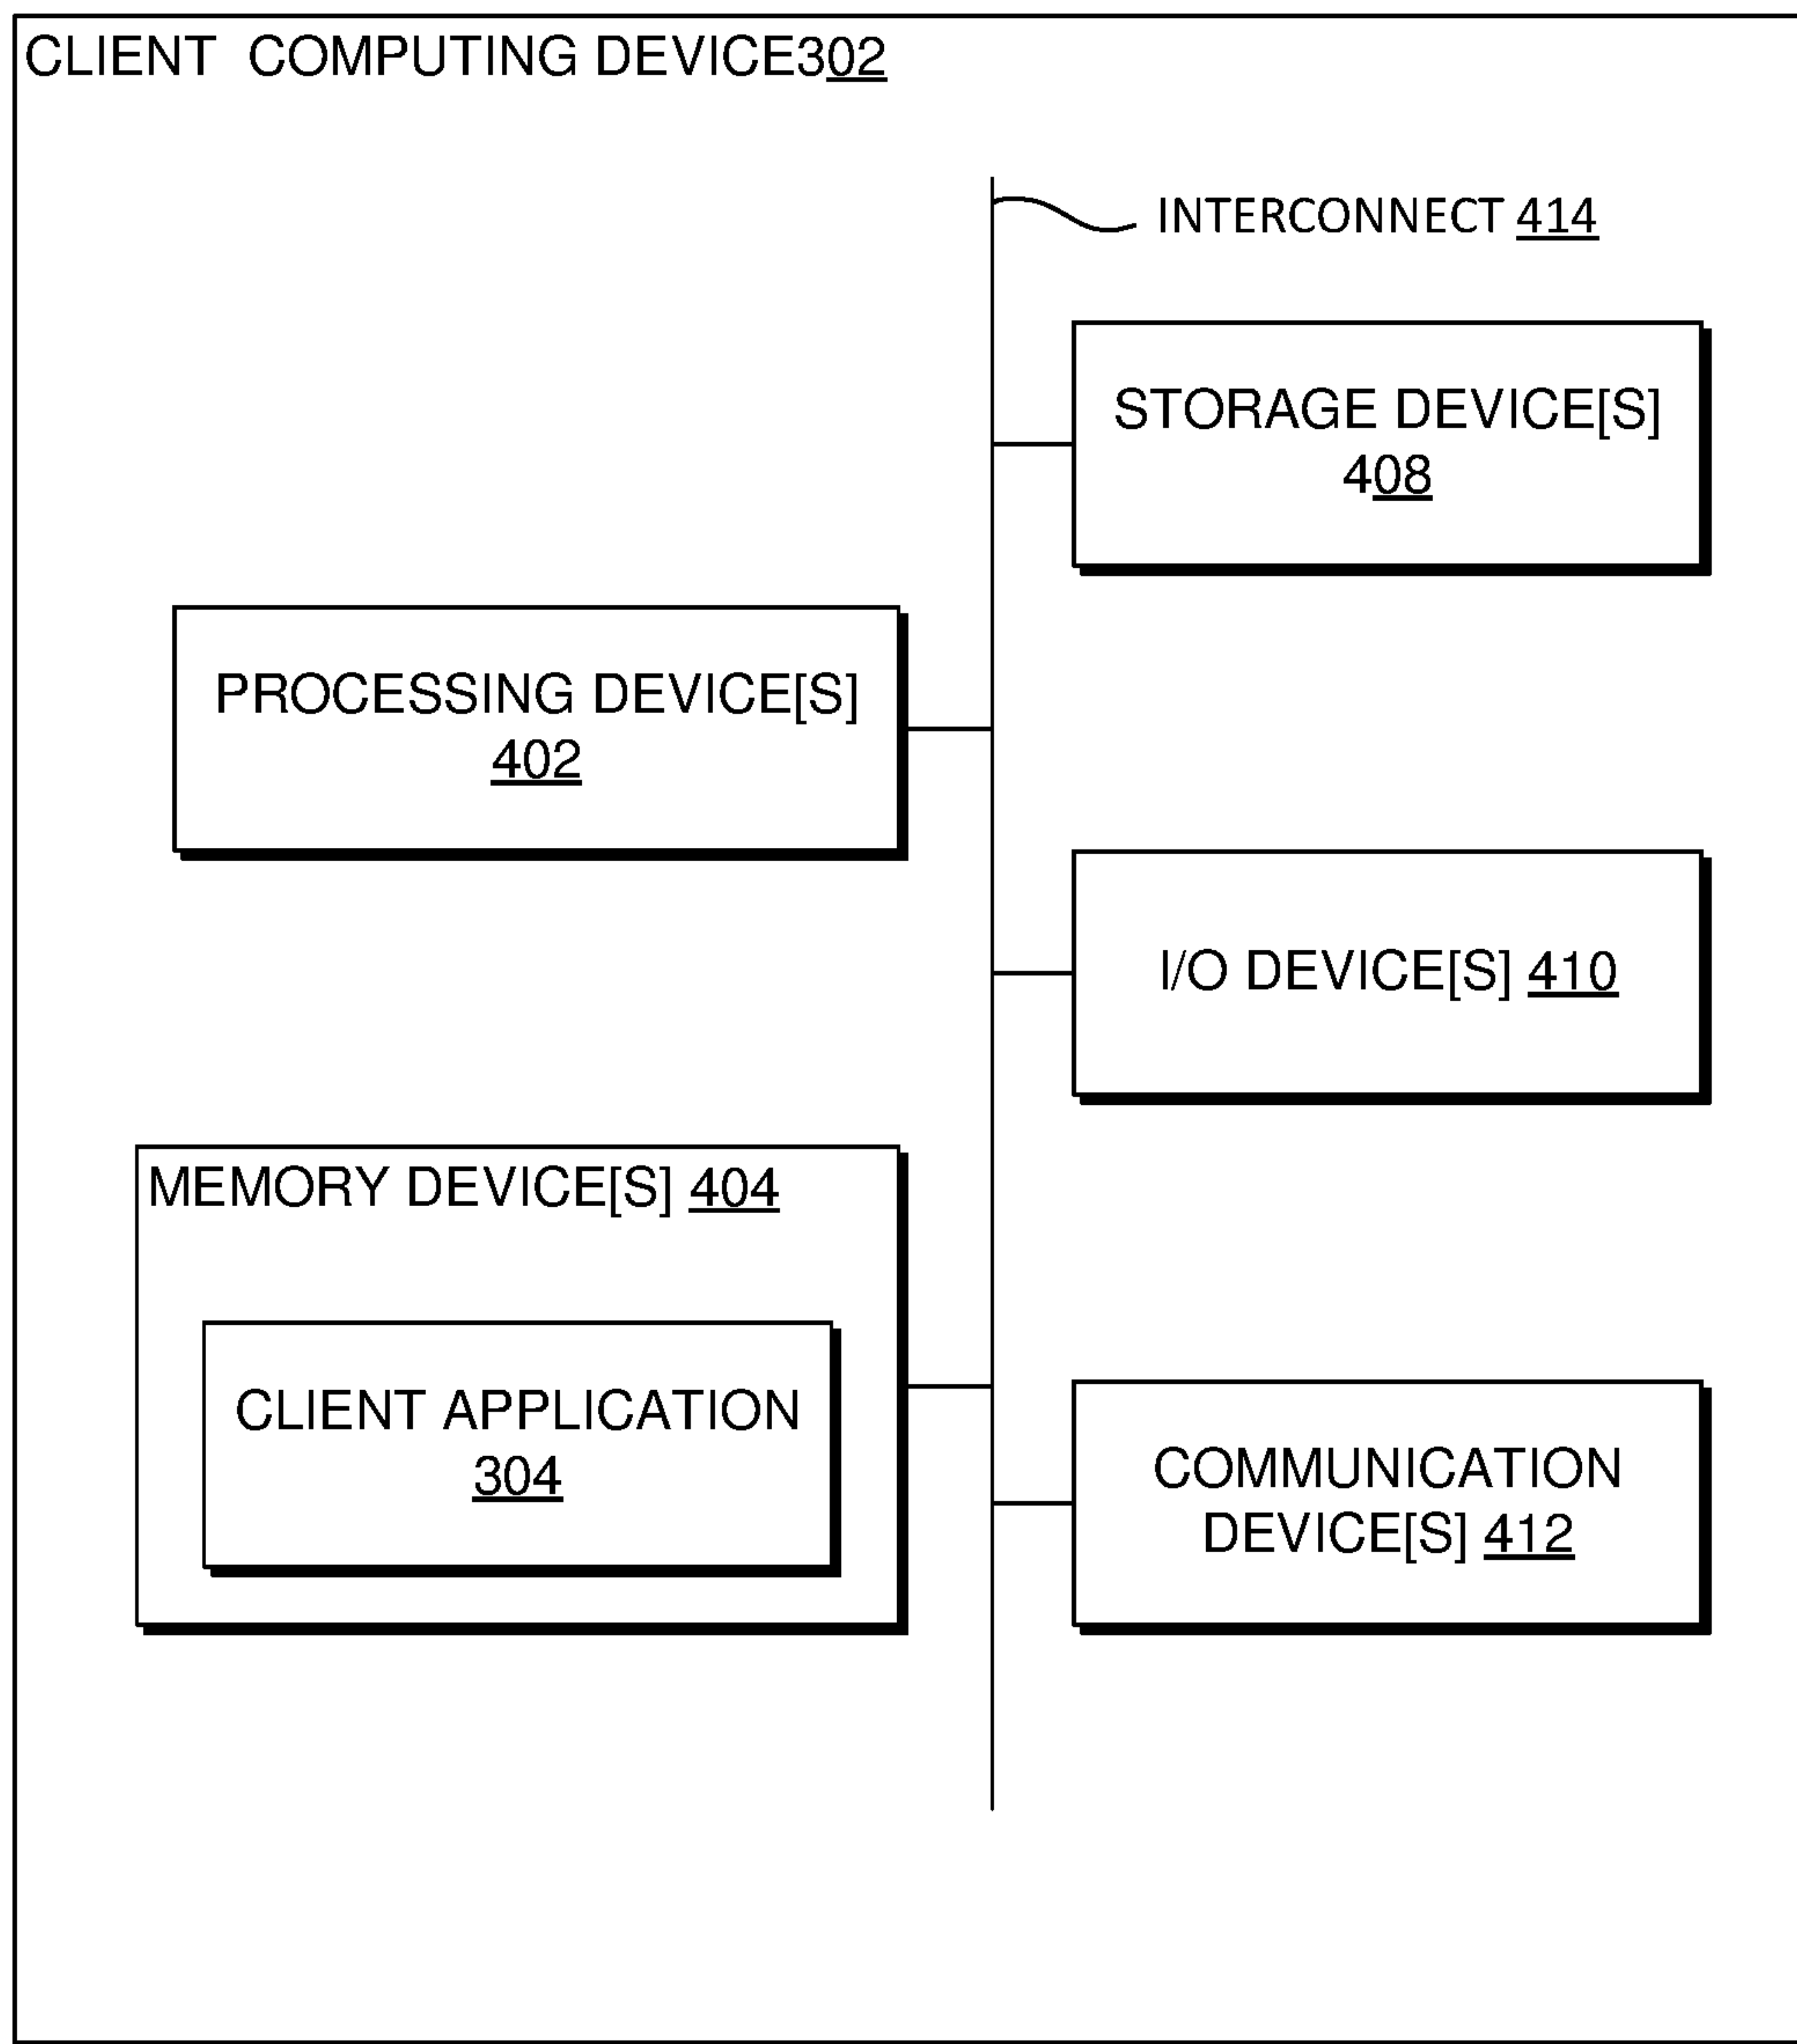 CLIENT COMPUTING DEVICE302
INTERCONNECT 414
STORAGE DEVICE[S]
408
PROCESSING DEVICE[S]
402
I/O DEVICE[S] 410
MEMORY DEVICE[S] 404
CLIENT APPLICATION
304
COMMUNICATION
DEVICE[S] 412